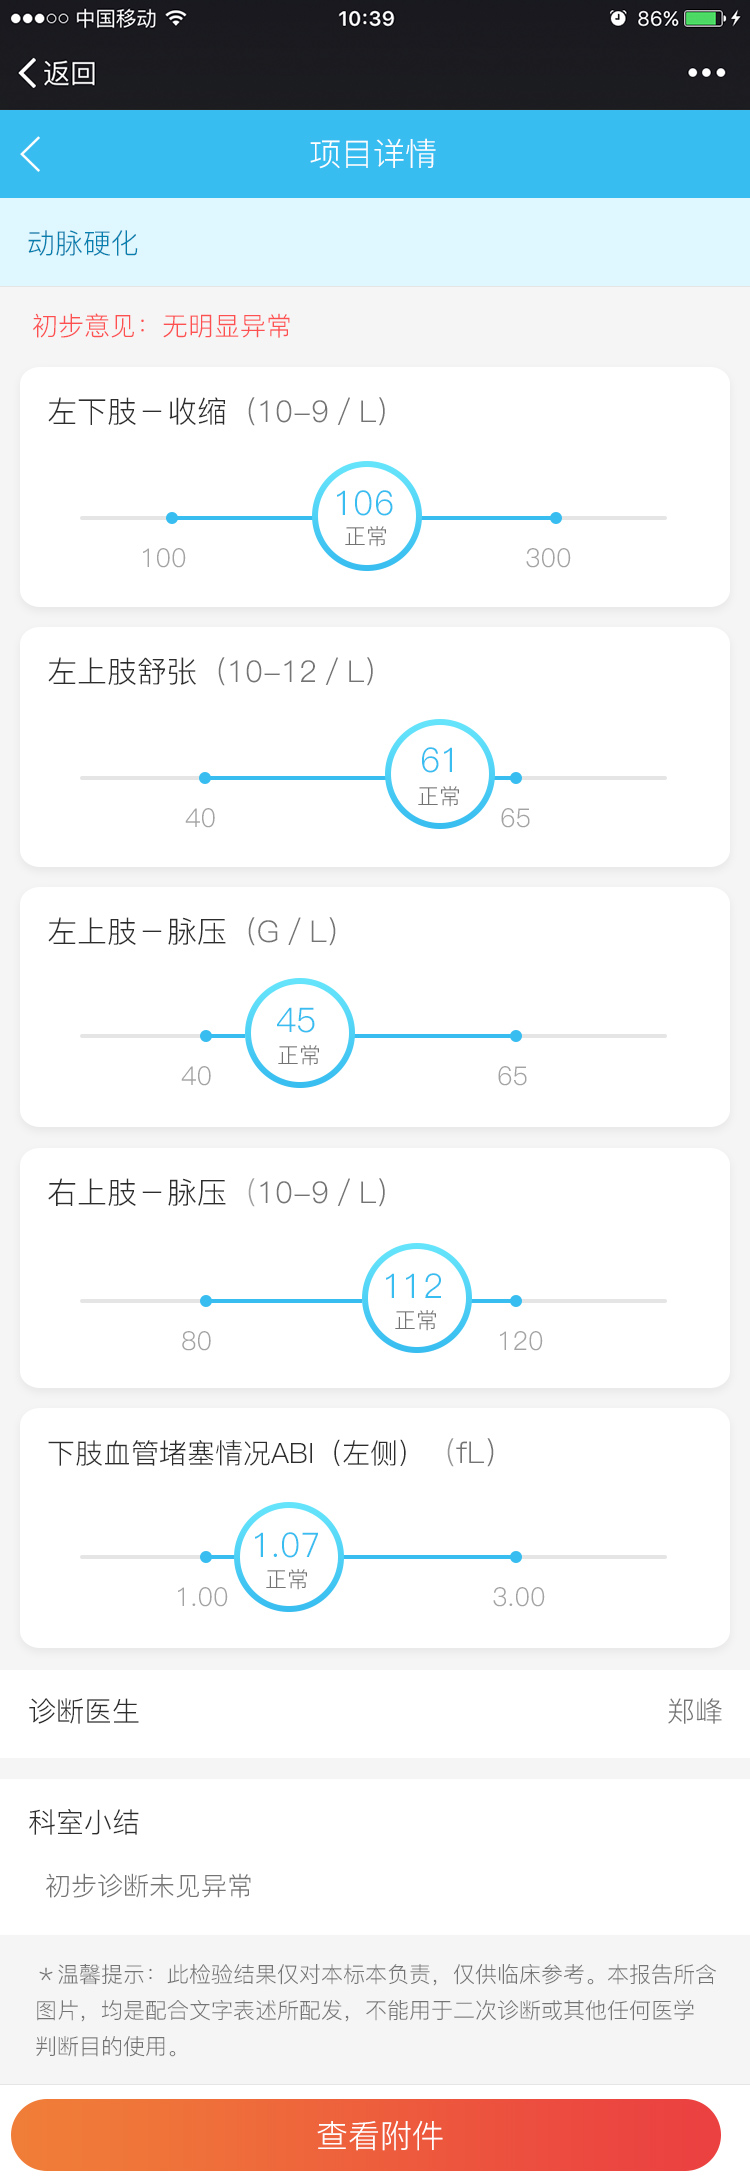 中国移动 10:39 86%
返回
项目详情
动脉硬化
初步意见：无明显异常
左下肢－收缩（10-9 / L）
106
正常
100 300
左上肢舒张（10-12 / L）
61
正常
40 65
左上肢－脉压（G / L）
45
正常
40 65
右上肢－脉压（10-9 / L）
112
正常
80 120
下肢血管堵塞情况ABI（左侧）（fL）
1.07
正常
1.00 3.00
诊断医生 郑峰
科室小结
初步诊断未见异常
＊温馨提示：此检验结果仅对本标本负责，仅供临床参考。本报告所含
图片，均是配合文字表述所配发，不能用于二次诊断或其他任何医学
判断目的使用。
查看附件